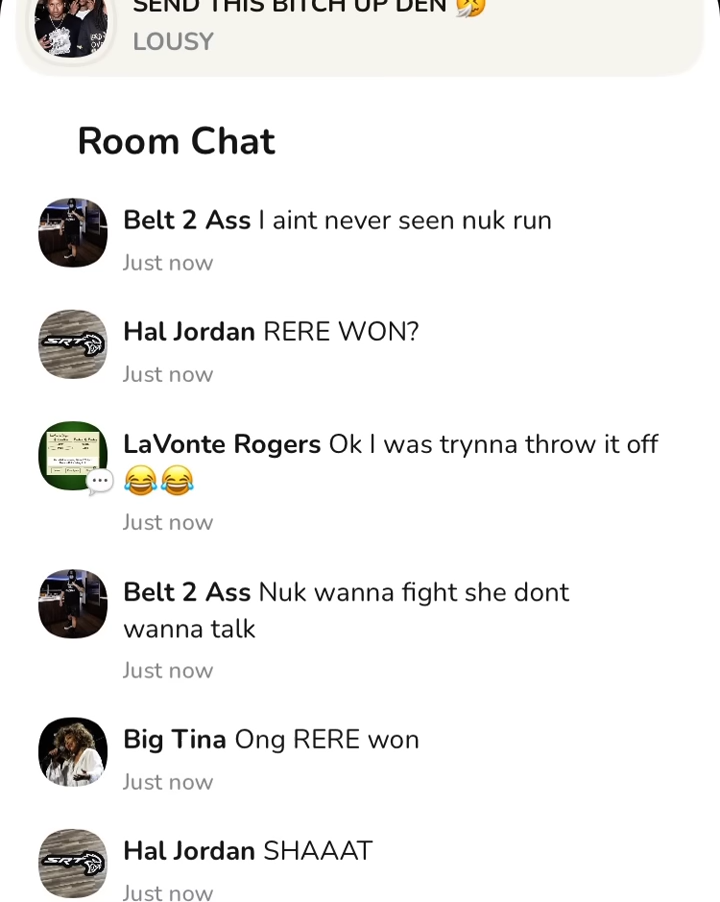 SEND THIS BITCH UP DEN 🤧
LOUSY
Room Chat
Belt 2 Ass I aint never seen nuk run
Just now
Hal Jordan RERE WON?
Just now
LaVonte Rogers Ok I was trynna throw it off
😂😂
Just now
Belt 2 Ass Nuk wanna fight she dont
wanna talk
Just now
Big Tina Ong RERE won
Just now
Hal Jordan SHAAAT
Just now
SRT
SRT